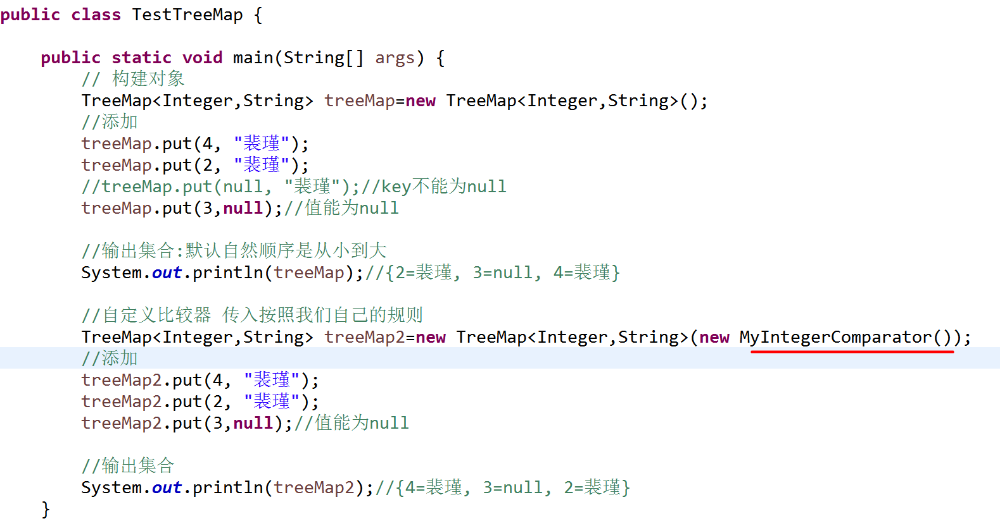 public class TestTreeMap {
public static void main(String[] args) {
// 构建对象
TreeMap<Integer,String> treeMap=new TreeMap<Integer,String>();
//添加
treeMap.put(4, "裴瑾");
treeMap.put(2, "裴瑾");
//treeMap.put(null, "裴瑾");//key不能为null
treeMap.put(3,null);//值能为null
//输出集合:默认自然顺序是从小到大
System.out.println(treeMap);//{2=裴瑾, 3=null, 4=裴瑾}
//自定义比较器 传入按照我们自己的规则
TreeMap<Integer,String> treeMap2=new TreeMap<Integer,String>(new MyIntegerComparator());
//添加
treeMap2.put(4, "裴瑾");
treeMap2.put(2, "裴瑾");
treeMap2.put(3,null);//值能为null
//输出集合
System.out.println(treeMap2);//{4=裴瑾, 3=null, 2=裴瑾}
}